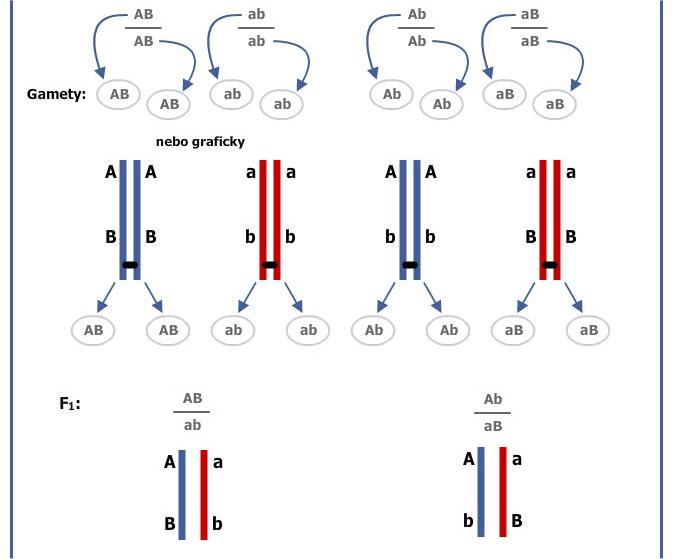 AB ab Ab aB
AB ab Ab aB
Gamety: AB AB ab ab Ab Ab aB aB
nebo graficky
A A a a A A a a
B B b b b b B B
AB AB ab ab Ab Ab aB aB
F₁: AB Ab
ab aB
A a A a
B b b B